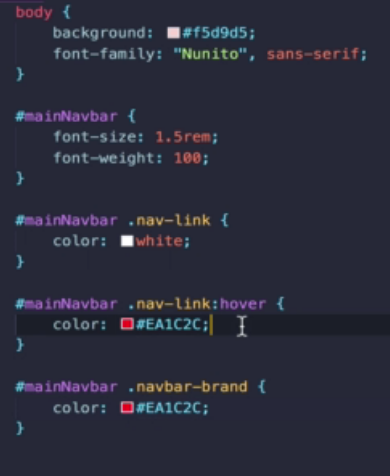 body {
background: #f5d9d5;
font-family: "Nunito", sans-serif;
}
#mainNavbar {
font-size: 1.5rem;
font-weight: 100;
}
#mainNavbar .nav-link {
color: white;
}
#mainNavbar .nav-link:hover {
color: #EA1C2C;
}
#mainNavbar .navbar-brand {
color: #EA1C2C;
}